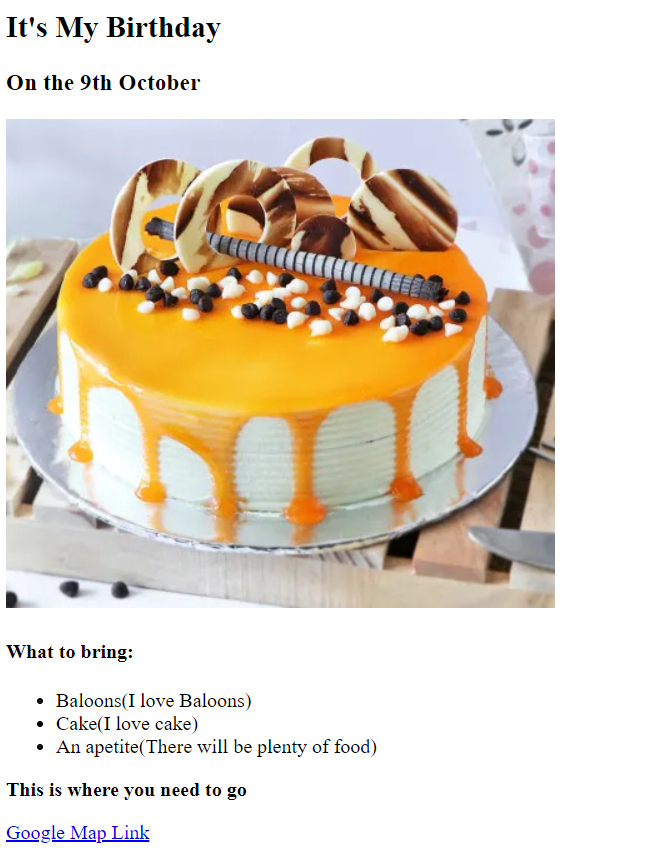 It's My Birthday
On the 9th October
What to bring:
Baloons(I love Baloons)
Cake(I love cake)
An apetite(There will be plenty of food)
This is where you need to go
Google Map Link